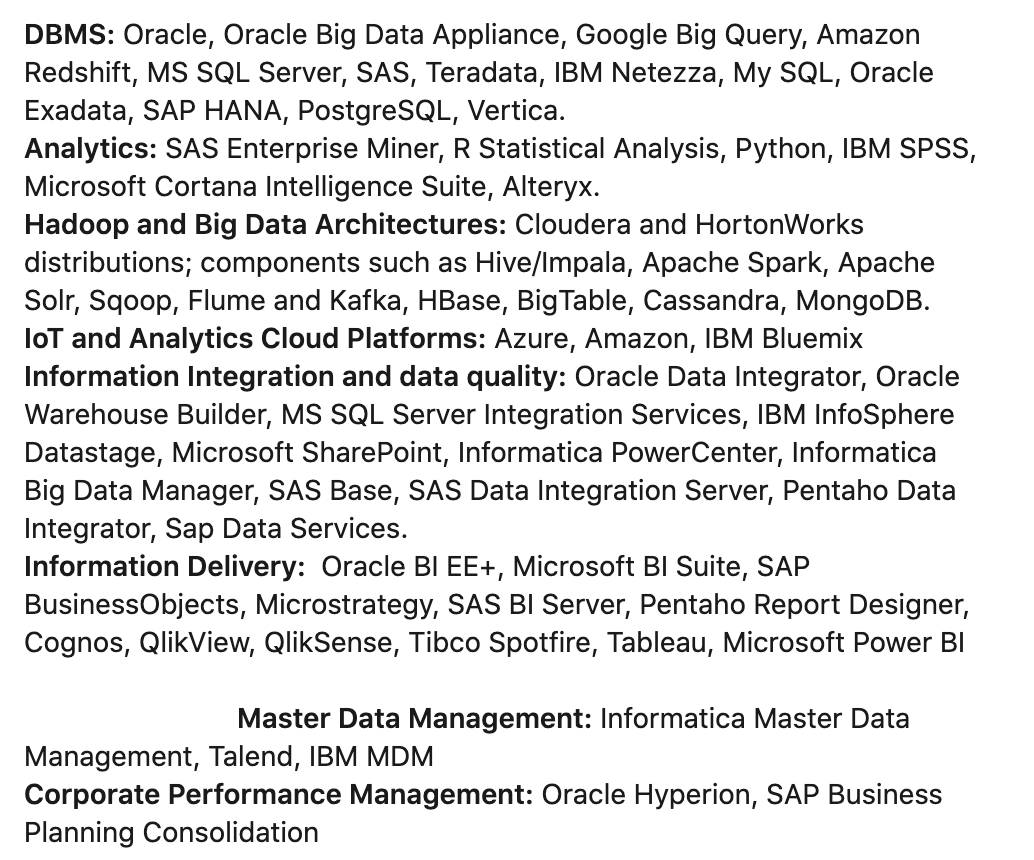 DBMS: Oracle, Oracle Big Data Appliance, Google Big Query, Amazon
Redshift, MS SQL Server, SAS, Teradata, IBM Netezza, My SQL, Oracle
Exadata, SAP HANA, PostgreSQL, Vertica.
Analytics: SAS Enterprise Miner, R Statistical Analysis, Python, IBM SPSS,
Microsoft Cortana Intelligence Suite, Alteryx.
Hadoop and Big Data Architectures: Cloudera and HortonWorks
distributions; components such as Hive/Impala, Apache Spark, Apache
Solr, Sqoop, Flume and Kafka, HBase, BigTable, Cassandra, MongoDB.
IoT and Analytics Cloud Platforms: Azure, Amazon, IBM Bluemix
Information Integration and data quality: Oracle Data Integrator, Oracle
Warehouse Builder, MS SQL Server Integration Services, IBM InfoSphere
Datastage, Microsoft SharePoint, Informatica PowerCenter, Informatica
Big Data Manager, SAS Base, SAS Data Integration Server, Pentaho Data
Integrator, Sap Data Services.
Information Delivery:  Oracle BI EE+, Microsoft BI Suite, SAP
BusinessObjects, Microstrategy, SAS BI Server, Pentaho Report Designer,
Cognos, QlikView, QlikSense, Tibco Spotfire, Tableau, Microsoft Power BI
Master Data Management: Informatica Master Data
Management, Talend, IBM MDM
Corporate Performance Management: Oracle Hyperion, SAP Business
Planning Consolidation